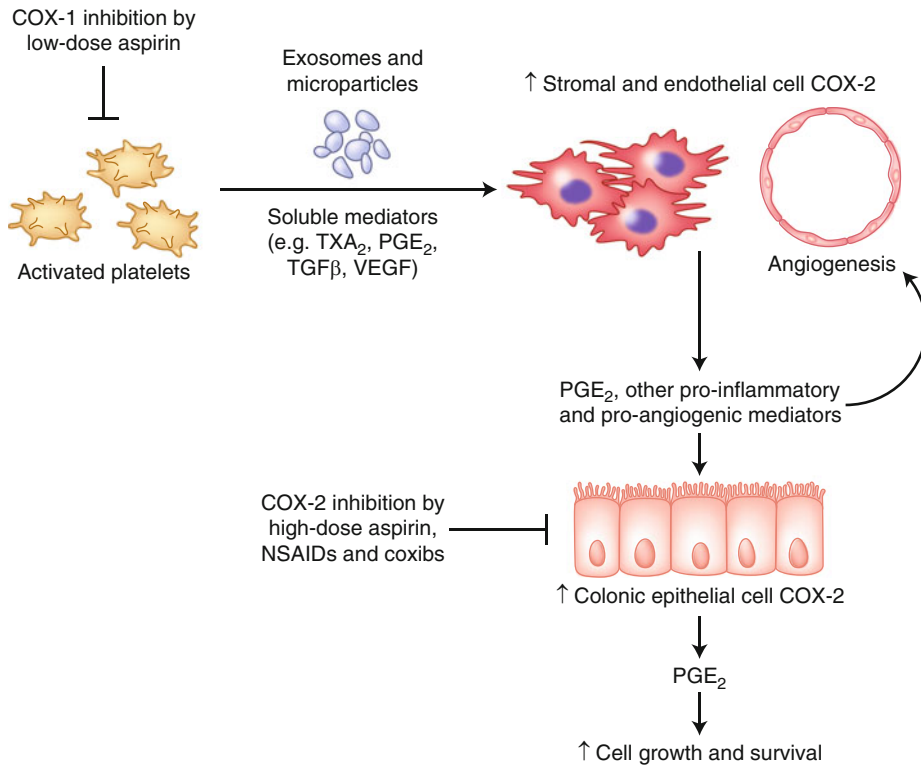 COX-1 inhibition by
low-dose aspirin
Activated platelets
Exosomes and
microparticles
Soluble mediators
(e.g. TXA₂, PGE₂,
TGFβ, VEGF)
↑ Stromal and endothelial cell COX-2
Angiogenesis
PGE₂, other pro-inflammatory
and pro-angiogenic mediators
COX-2 inhibition by
high-dose aspirin,
NSAIDs and coxibs
↑ Colonic epithelial cell COX-2
PGE₂
↑ Cell growth and survival